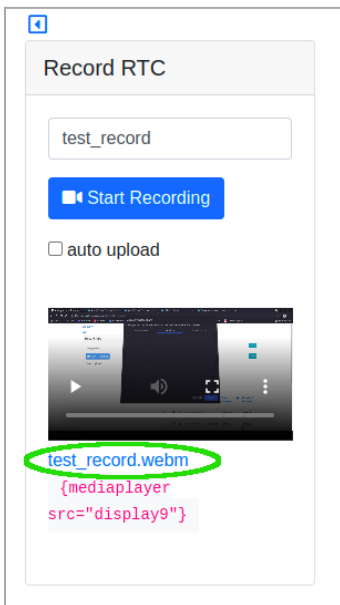 Record RTC
test_record
Start Recording
auto upload
test_record.webm
{mediaplayer
src="display9"}